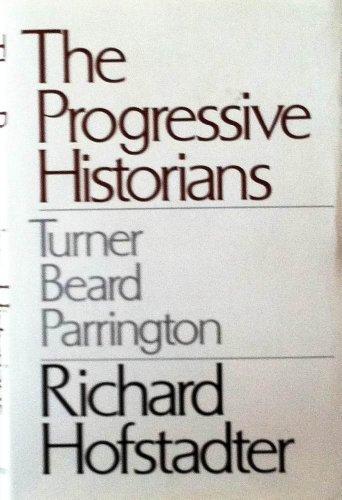 The
Progressive
Historians
Turner
Beard
Parrington
Richard
Hofstadter